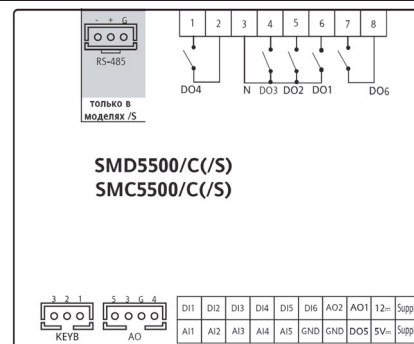 - + G
1 2 3 4 5 6 7 8
RS-485
DO4 N DO3 DO2 DO1 DO6
только в
моделях /S
SMD5500/C(/S)
SMC5500/C(/S)
3 2 1 5 3 G 4
DI1 DI2 DI3 DI4 DI5 DI6 AO2 AO1 12⎓ Suppl
AI1 AI2 AI3 AI4 AI5 GND GND DO5 5V⎓ Suppl
KEYB AO